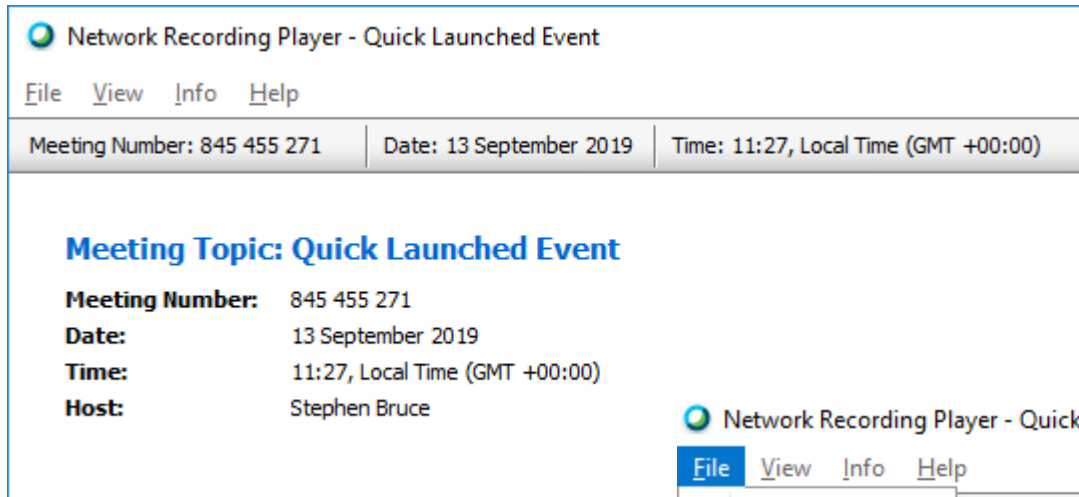 Network Recording Player - Quick Launched Event
File View Info Help
Meeting Number: 845 455 271 Date: 13 September 2019 Time: 11:27, Local Time (GMT +00:00)
Meeting Topic: Quick Launched Event
Meeting Number: 845 455 271
Date: 13 September 2019
Time: 11:27, Local Time (GMT +00:00)
Host: Stephen Bruce
Network Recording Player - Quick
File View Info Help